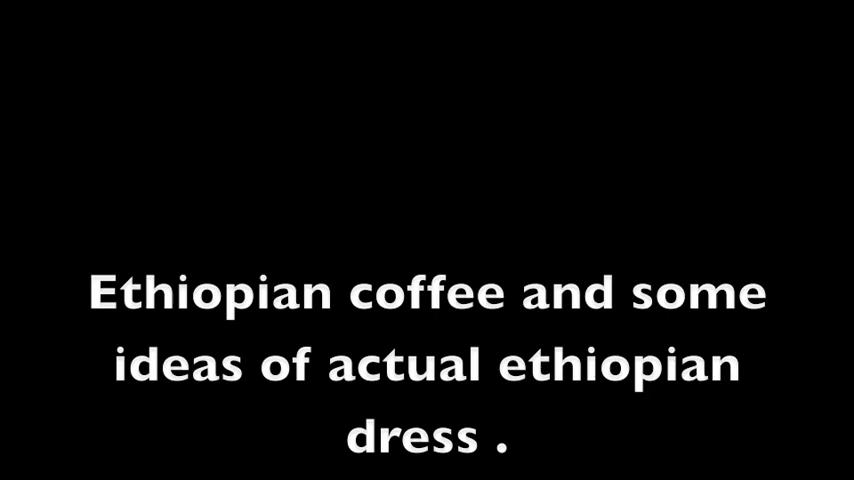 Ethiopian coffee and some
ideas of actual ethiopian
dress .